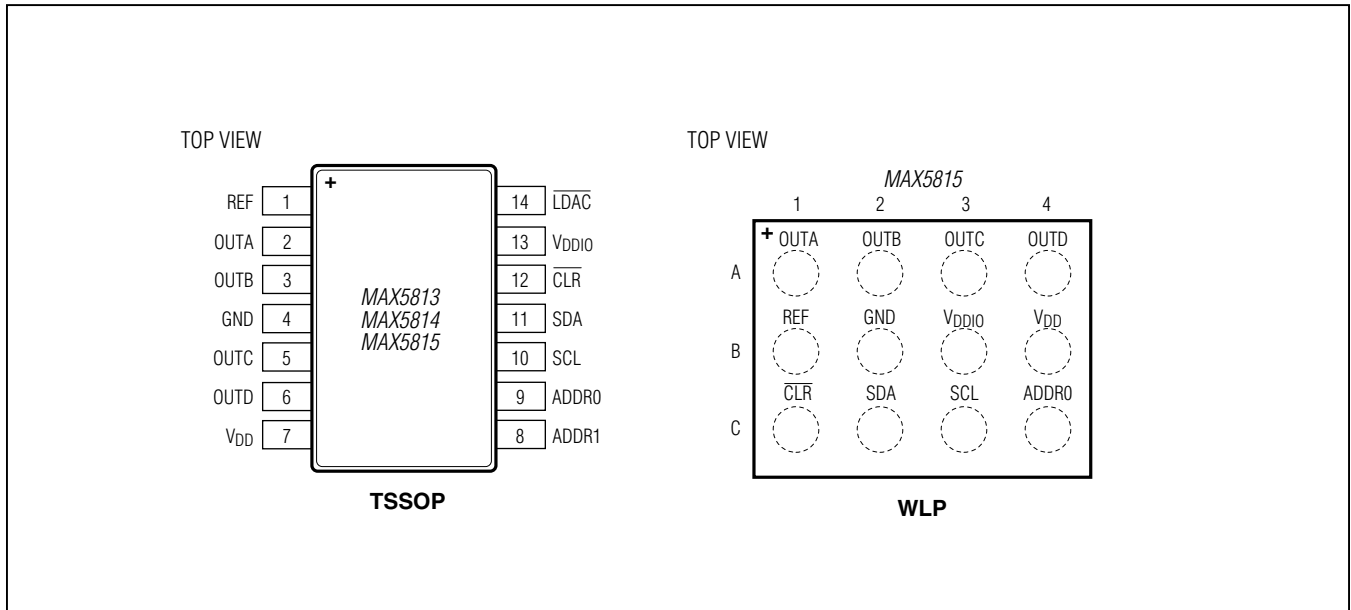 TOP VIEW
+
REF 1
OUTA 2
OUTB 3
GND 4
OUTC 5
OUTD 6
VDD 7
MAX5813
MAX5814
MAX5815
14 LDAC
13 VDDIO
12 CLR
11 SDA
10 SCL
9 ADDR0
8 ADDR1
TSSOP
TOP VIEW
MAX5815
1 2 3 4
+ OUTA OUTB OUTC OUTD
A
REF GND VDDIO VDD
B
CLR SDA SCL ADDR0
C
WLP